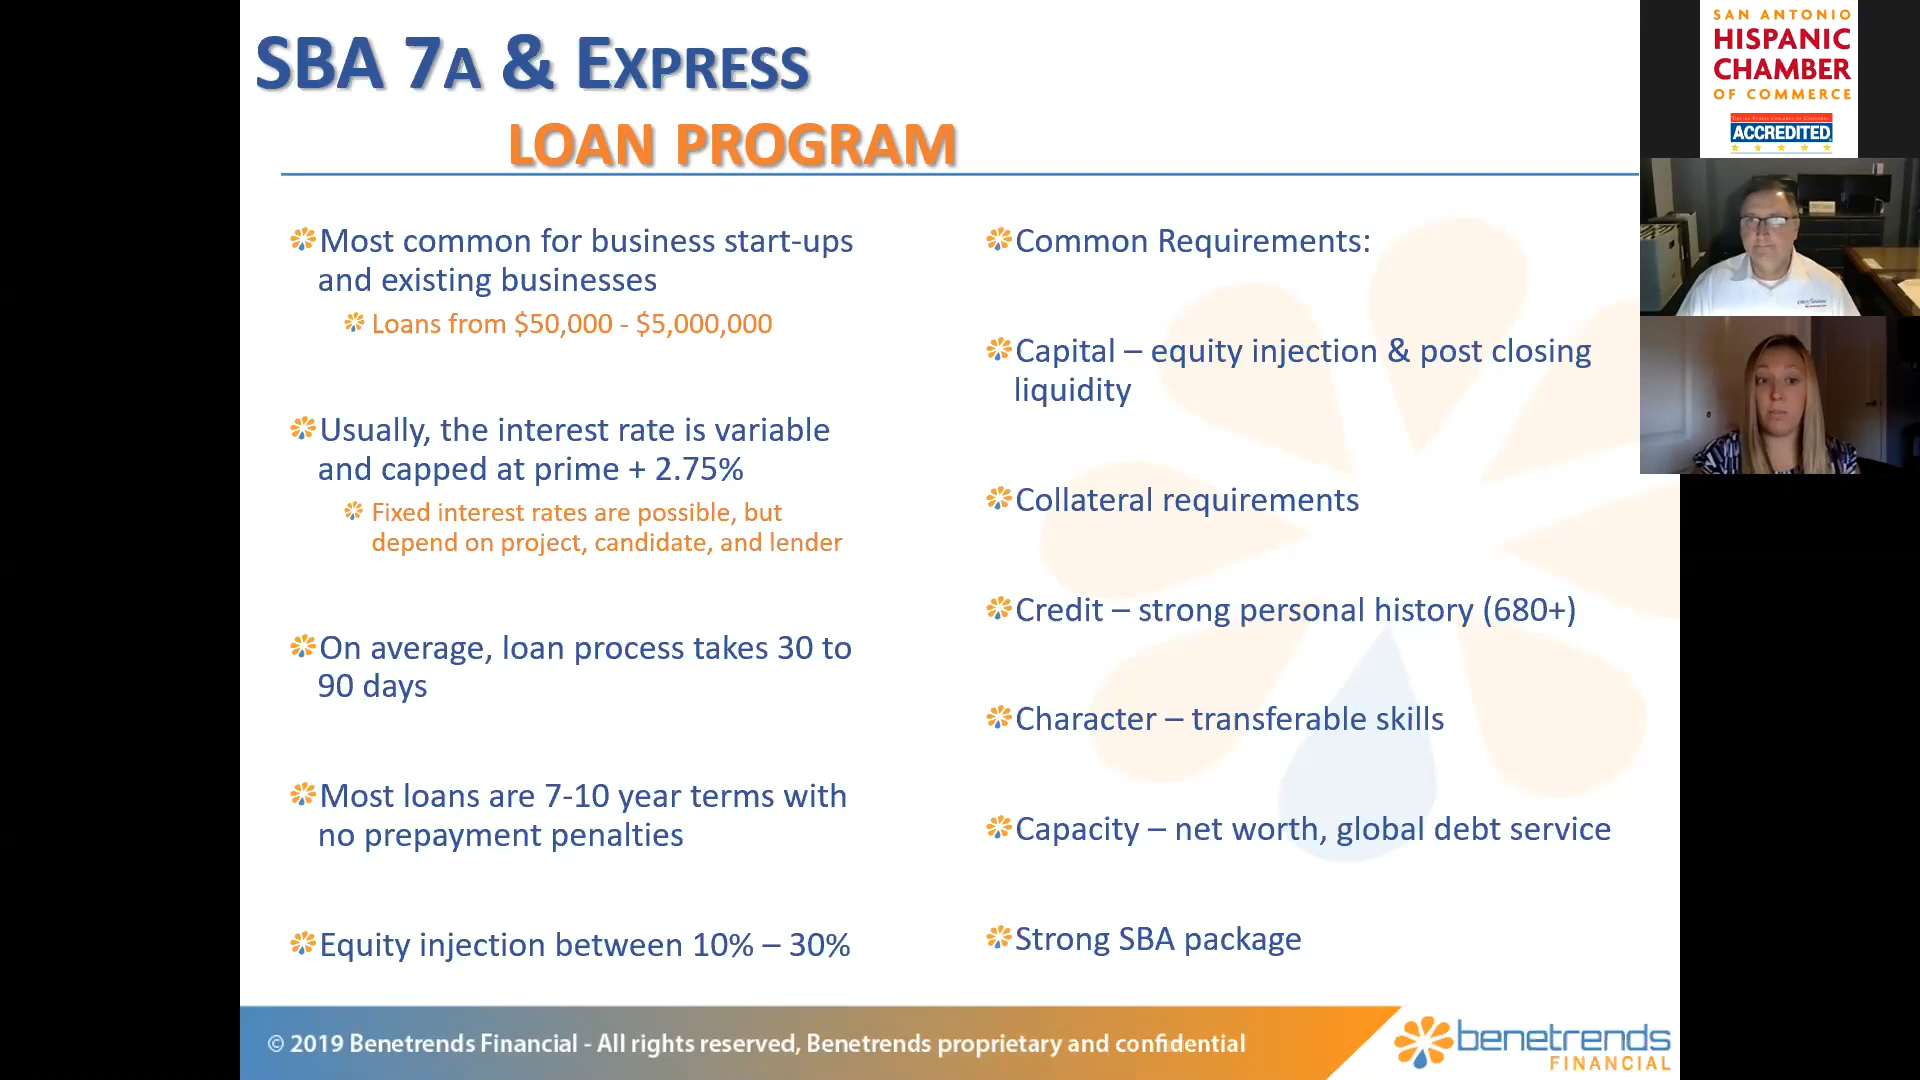 SBA 7A & EXPRESS
LOAN PROGRAM
Most common for business start-ups
and existing businesses
Loans from $50,000 - $5,000,000
Usually, the interest rate is variable
and capped at prime + 2.75%
Fixed interest rates are possible, but
depend on project, candidate, and lender
On average, loan process takes 30 to
90 days
Most loans are 7-10 year terms with
no prepayment penalties
Equity injection between 10% – 30%
Common Requirements:
Capital – equity injection & post closing
liquidity
Collateral requirements
Credit – strong personal history (680+)
Character – transferable skills
Capacity – net worth, global debt service
Strong SBA package
© 2019 Benetrends Financial - All rights reserved, Benetrends proprietary and confidential
benetrends
FINANCIAL
SAN ANTONIO
HISPANIC
CHAMBER
OF COMMERCE
ACCREDITED